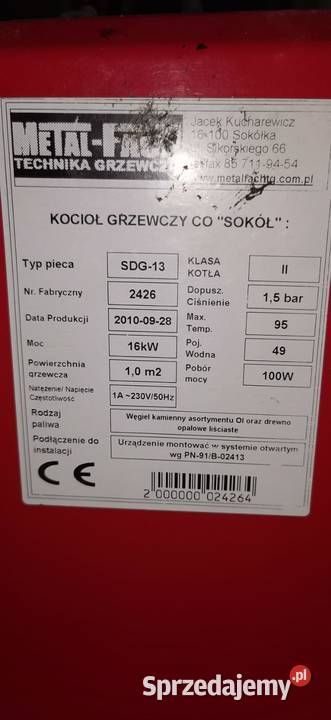 METAL-FACH
TECHNIKA GRZEWCZA
Jacek Kucharewicz
16-100 Sokółka
Sikorskiego 66
fax 85 711-94-54
www.metalfachtg.com.pl
KOCIOŁ GRZEWCZY CO "SOKÓŁ" :
Typ pieca SDG-13 KLASA KOTŁA II
Nr. Fabryczny 2426 Dopusz. Ciśnienie 1,5 bar
Data Produkcji 2010-09-28 Max. Temp. 95
Moc 16kW Poj. Wodna 49
Powierzchnia grzewcza 1,0 m2 Pobór mocy 100W
Natężenie/ Napięcie Częstotliwość 1A ~230V/50Hz
Rodzaj paliwa Węgiel kamienny asortymentu OI oraz drewno opałowe liściaste
Podłączenie do instalacji Urządzenie montować w systemie otwartym wg PN-91/B-02413
CE
2 000000 024264
Sprzedajemy.pl